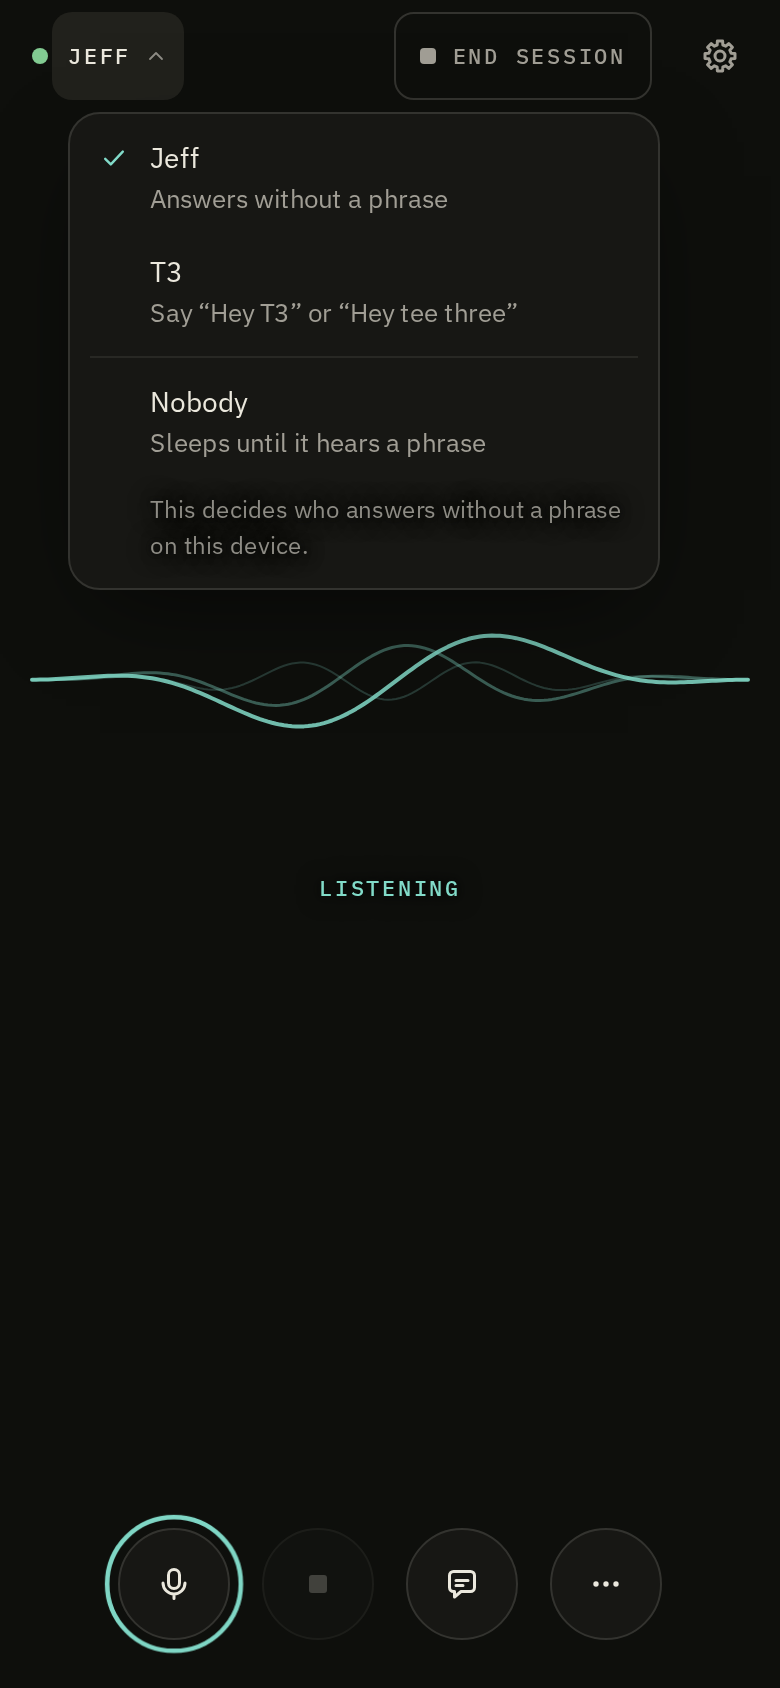 JEFF
END SESSION
Jeff
Answers without a phrase
T3
Say “Hey T3” or “Hey tee three”
Nobody
Sleeps until it hears a phrase
This decides who answers without a phrase
on this device.
LISTENING